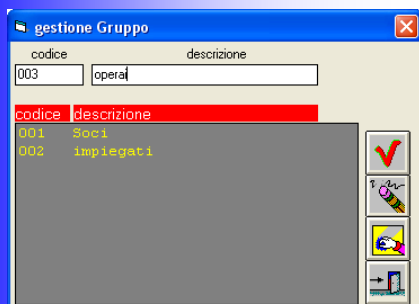 gestione Gruppo
codice descrizione
003 operai
codice descrizione
001 Soci
002 impiegati